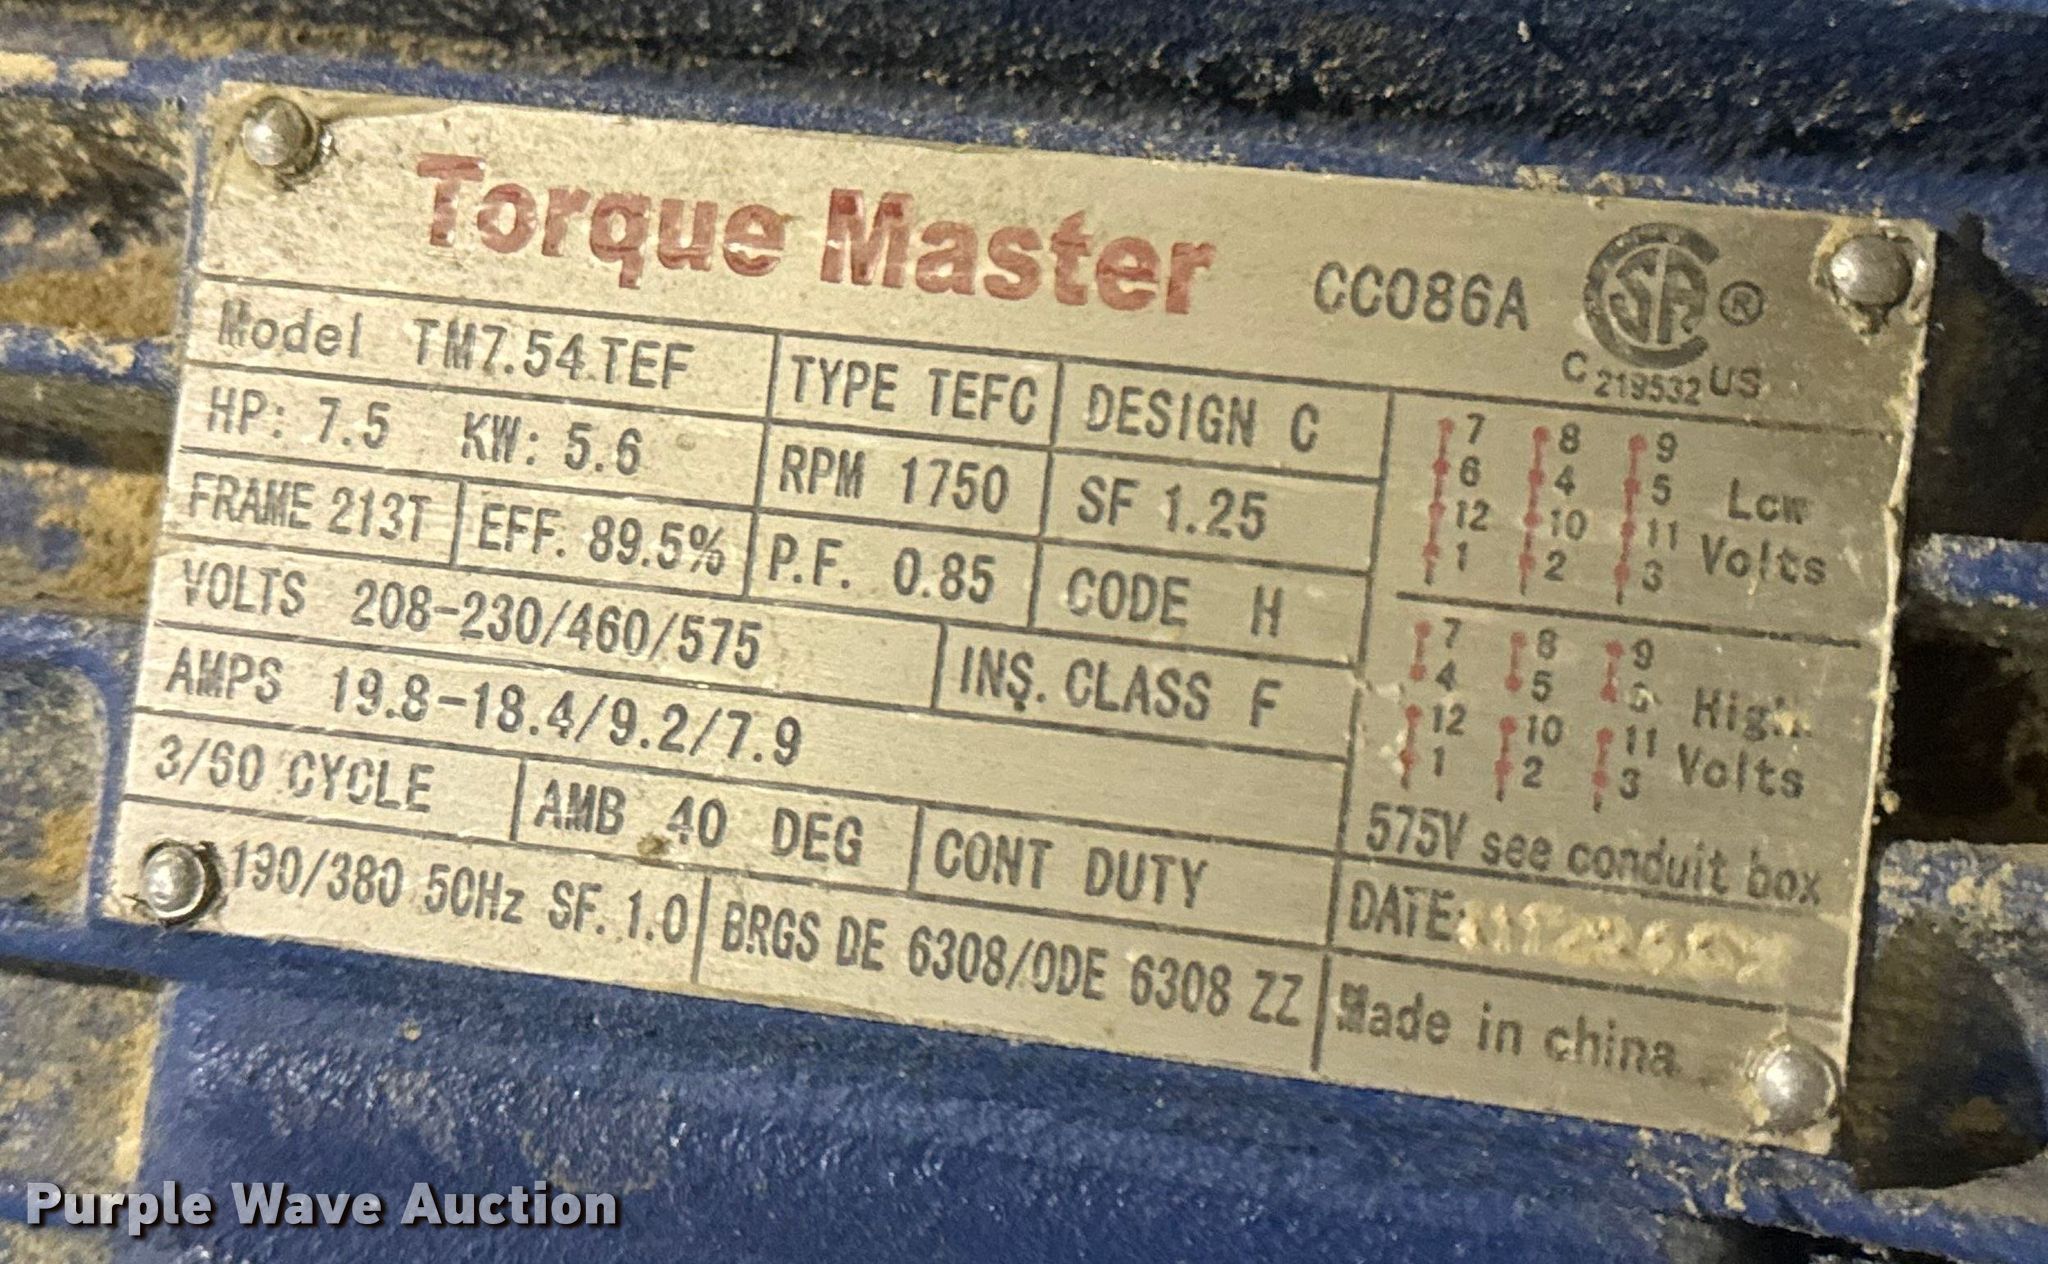 Torque Master CC086A
C 219532 US
Model TM7.54TEF TYPE TEFC DESIGN C
HP: 7.5 KW: 5.6 RPM 1750 SF 1.25
FRAME 213T EFF. 89.5% P.F. 0.85 CODE H
VOLTS 208-230/460/575 INS. CLASS F
AMPS 19.8-18.4/9.2/7.9
3/60 CYCLE AMB 40 DEG CONT DUTY
190/380 50Hz SF. 1.0 BRGS DE 6308/ODE 6308 ZZ
7 8 9
6 4 5 Low
12 10 11 Volts
1 2 3
7 8 9
4 5 6 High
12 10 11 Volts
1 2 3
575V see conduit box
DATE:
Made in china
Purple Wave Auction